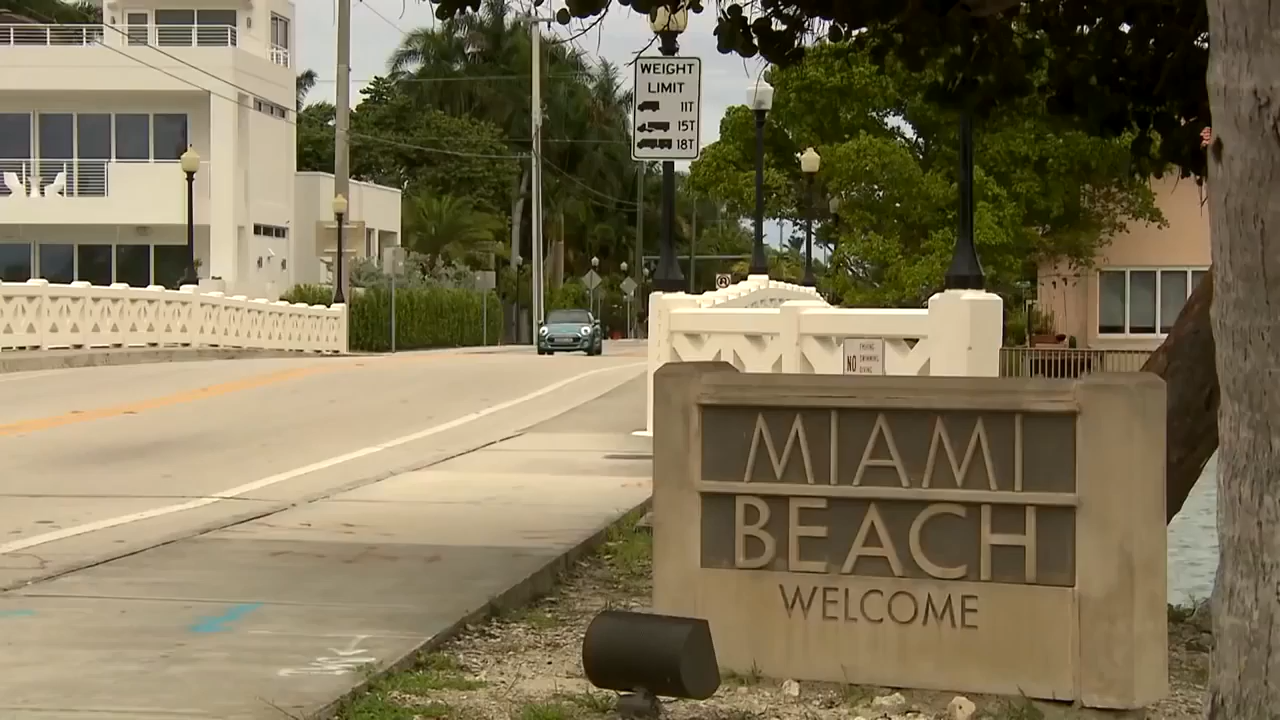 WEIGHT
LIMIT
11T
15T
18T
NO
MIAMI
BEACH
WELCOME